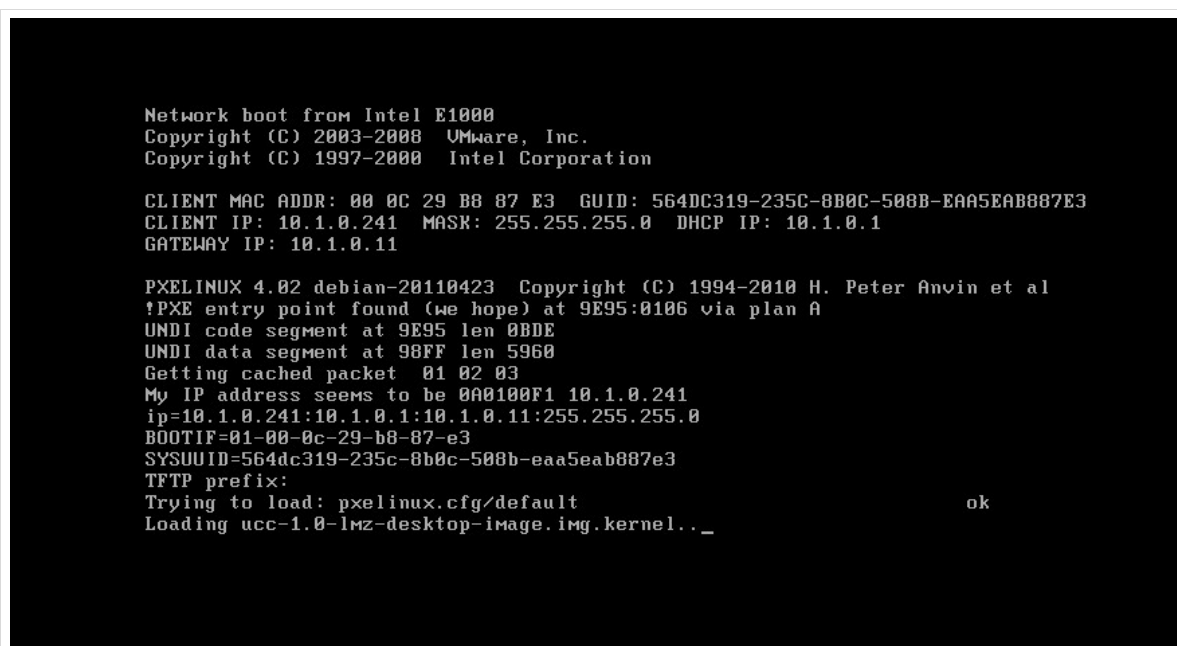 Network boot from Intel E1000
Copyright (C) 2003-2008  VMware, Inc.
Copyright (C) 1997-2000  Intel Corporation
CLIENT MAC ADDR: 00 0C 29 B8 87 E3  GUID: 564DC319-235C-8B0C-508B-EAA5EAB887E3
CLIENT IP: 10.1.0.241  MASK: 255.255.255.0  DHCP IP: 10.1.0.1
GATEWAY IP: 10.1.0.11
PXELINUX 4.02 debian-20110423  Copyright (C) 1994-2010 H. Peter Anvin et al
!PXE entry point found (we hope) at 9E95:0106 via plan A
UNDI code segment at 9E95 len 0BDE
UNDI data segment at 98FF len 5960
Getting cached packet  01 02 03
My IP address seems to be 0A0100F1 10.1.0.241
ip=10.1.0.241:10.1.0.1:10.1.0.11:255.255.255.0
BOOTIF=01-00-0c-29-b8-87-e3
SYSUUID=564dc319-235c-8b0c-508b-eaa5eab887e3
TFTP prefix:
Trying to load: pxelinux.cfg/default                                ok
Loading ucc-1.0-lmz-desktop-image.img.kernel.._